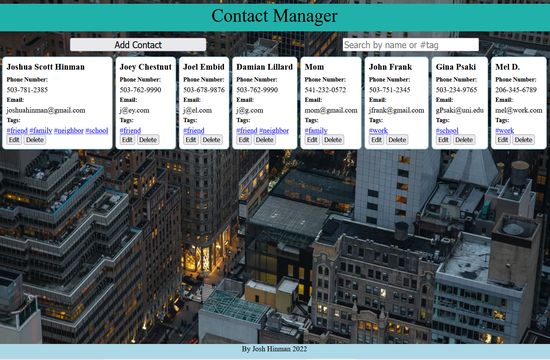 Contact Manager
Add Contact
Search by name or #tag
Joshua Scott Hinman
Phone Number:
503-781-2385
Email:
joshuahinman@gmail.com
Tags:
#friend #family #neighbor #school
Edit Delete
Joey Chestnut
Phone Number:
503-762-9990
Email:
j@ey.com
Tags:
#friend
Edit Delete
Joel Embid
Phone Number:
503-678-9876
Email:
j@el.com
Tags:
#friend
Edit Delete
Damian Lillard
Phone Number:
503-762-9990
Email:
j@g.com
Tags:
#friend #neighbor
Edit Delete
Mom
Phone Number:
541-232-0572
Email:
mom@gmail.com
Tags:
#family
Edit Delete
John Frank
Phone Number:
503-751-2345
Email:
jfrank@gmail.com
Tags:
#work
Edit Delete
Gina Psaki
Phone Number:
503-234-9765
Email:
gPsaki@uni.edu
Tags:
#school
Edit Delete
Mel D.
Phone Number:
206-345-6789
Email:
mel@work.com
Tags:
#work
Edit Delete
By Josh Hinman 2022